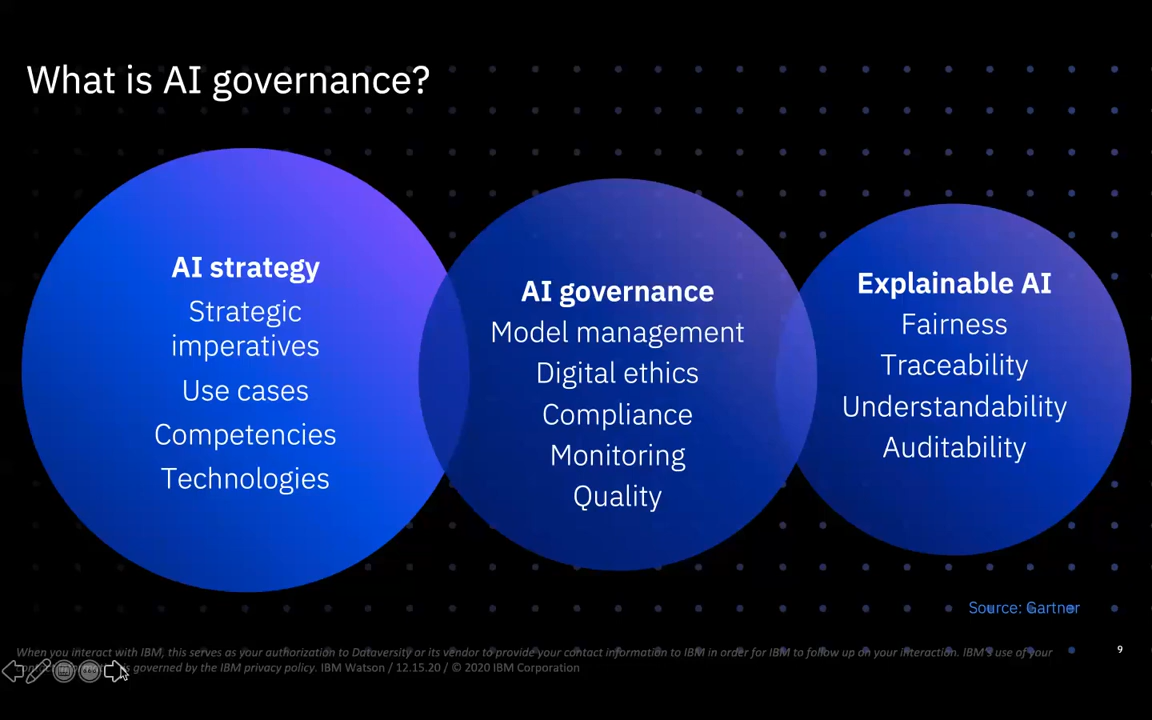 What is AI governance?
AI strategy
Strategic
imperatives
Use cases
Competencies
Technologies
AI governance
Model management
Digital ethics
Compliance
Monitoring
Quality
Explainable AI
Fairness
Traceability
Understandability
Auditability
Source: Gartner
When you interact with IBM, this serves as your authorization to Dataversity or its vendor to provide your contact information to IBM in order for IBM to follow up on your interaction. IBM's use of your
governed by the IBM privacy policy. IBM Watson / 12.15.20 / © 2020 IBM Corporation
9